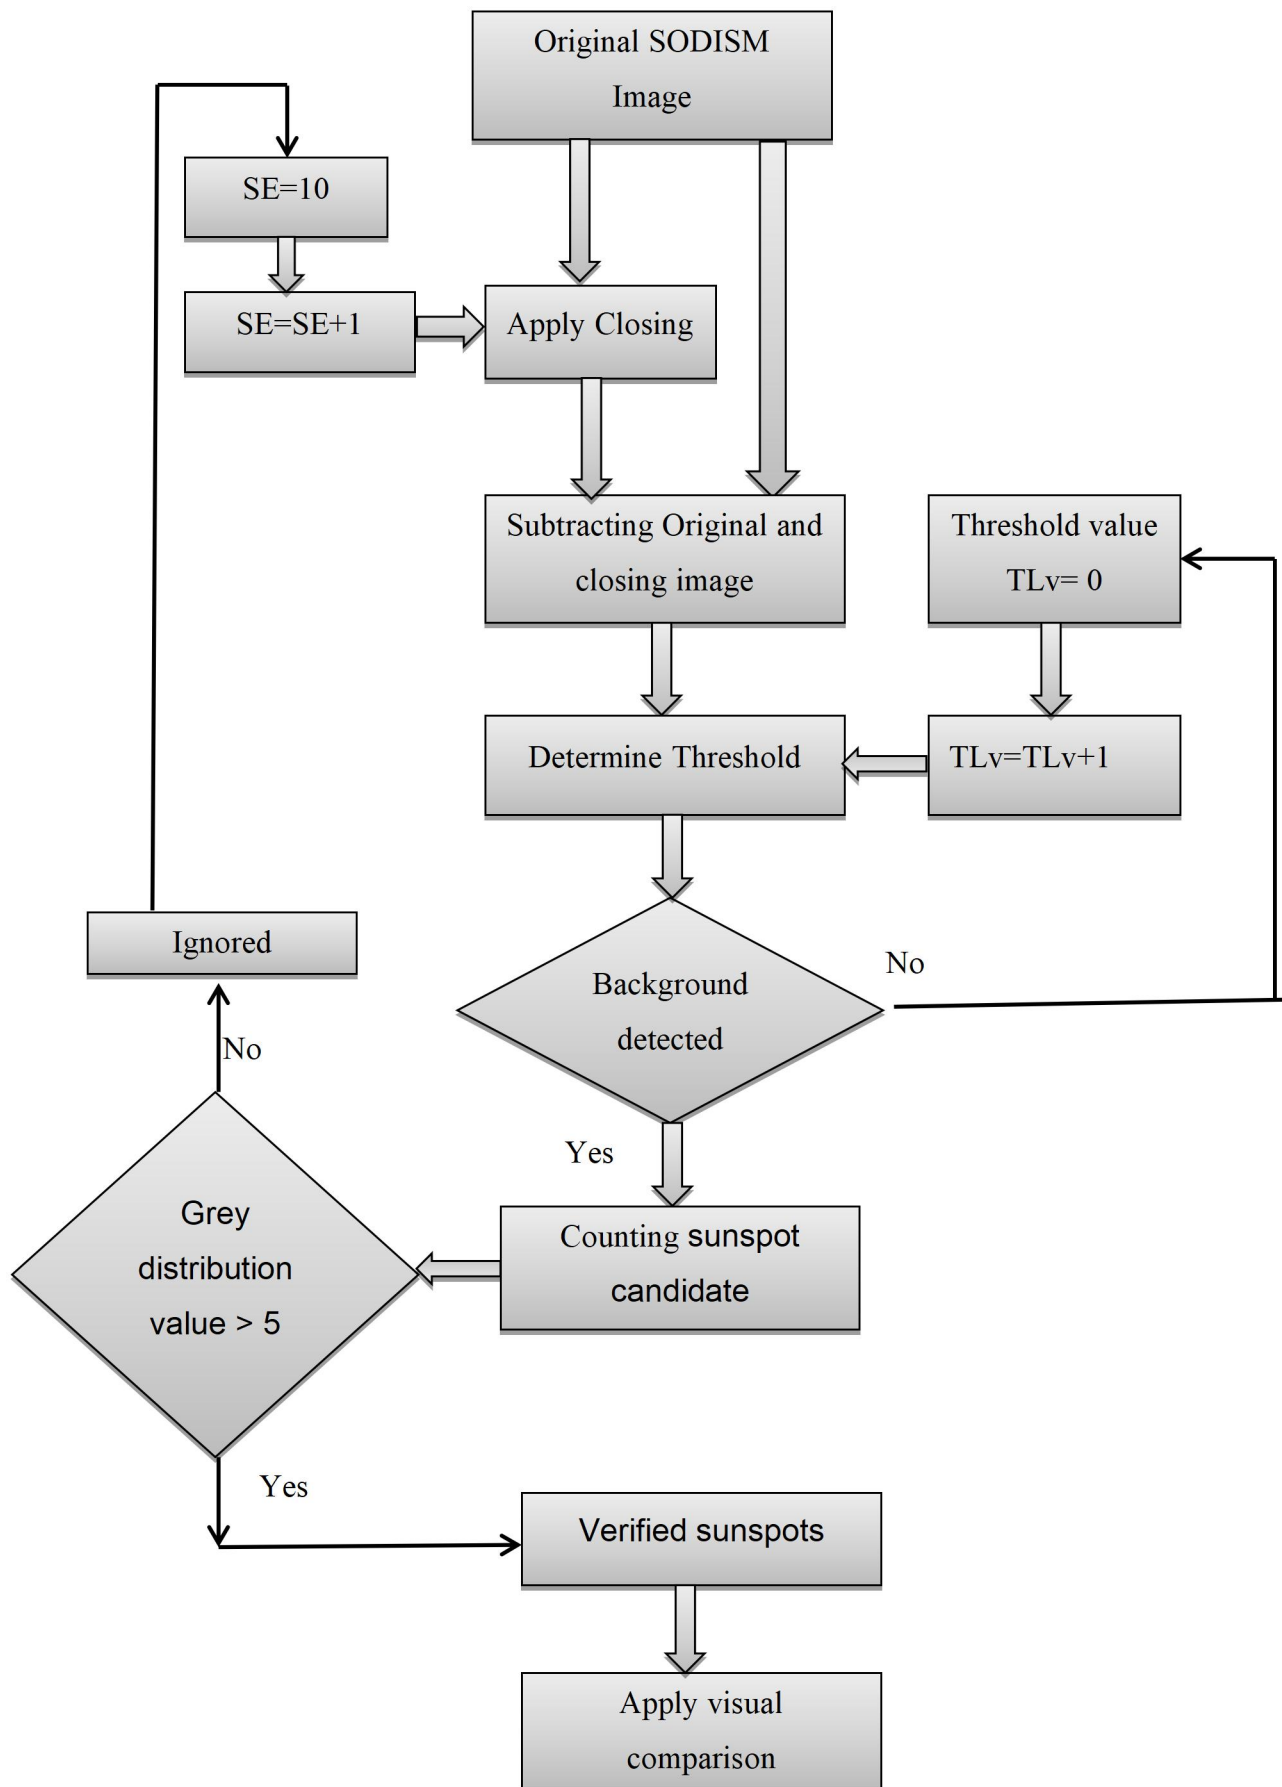 Original SODISM
Image
SE=10
SE=SE+1
Apply Closing
Subtracting Original and
closing image
Threshold value
TLv= 0
Determine Threshold
TLv=TLv+1
Background
detected
No
Ignored
No
Yes
Counting sunspot
candidate
Grey
distribution
value > 5
Yes
Verified sunspots
Apply visual
comparison